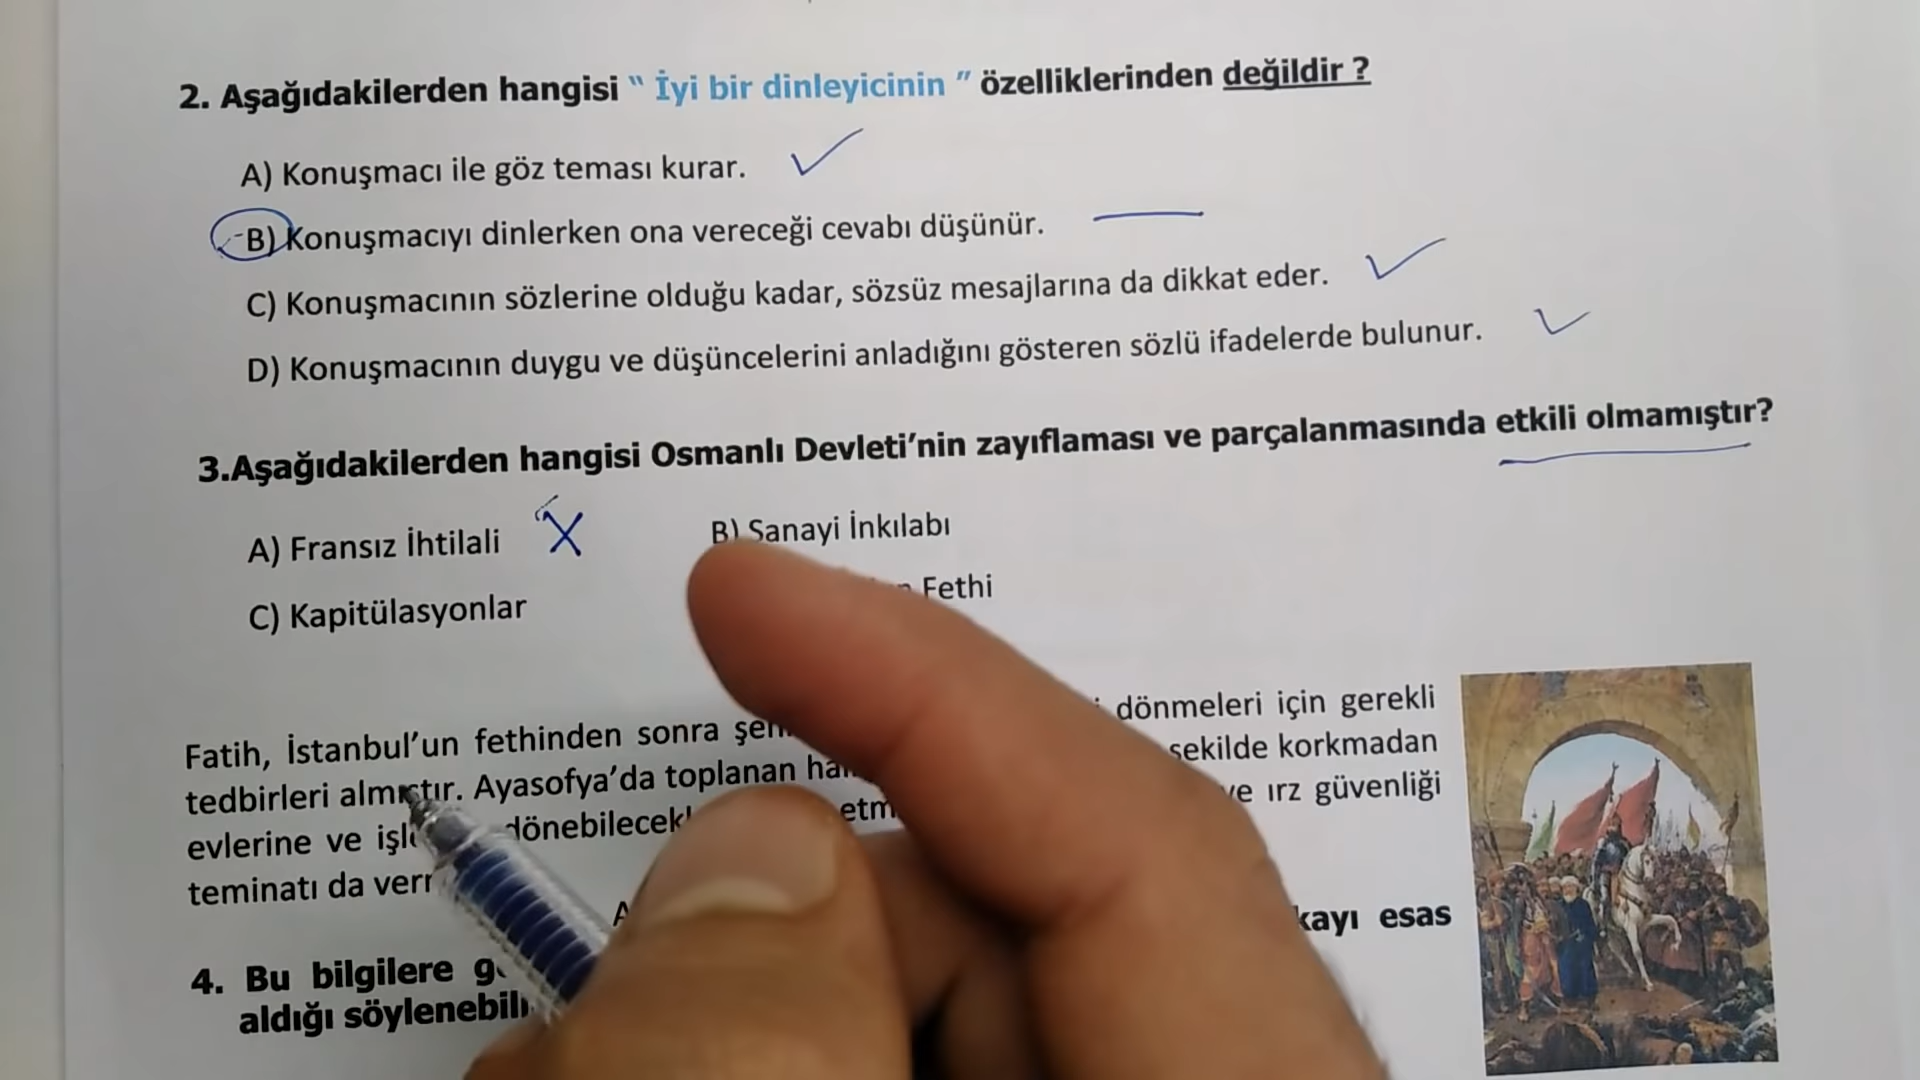 2. Aşağıdakilerden hangisi " İyi bir dinleyicinin " özelliklerinden değildir ?
A) Konuşmacı ile göz teması kurar.
B) Konuşmacıyı dinlerken ona vereceği cevabı düşünür.
C) Konuşmacının sözlerine olduğu kadar, sözsüz mesajlarına da dikkat eder.
D) Konuşmacının duygu ve düşüncelerini anladığını gösteren sözlü ifadelerde bulunur.
3.Aşağıdakilerden hangisi Osmanlı Devleti'nin zayıflaması ve parçalanmasında etkili olmamıştır?
A) Fransız İhtilali
B) Sanayi İnkılabı
C) Kapitülasyonlar
Fethi
Fatih, İstanbul'un fethinden sonra dönmeleri için gerekli
tedbirleri almıştır. Ayasofya'da toplanan şekilde korkmadan
evlerine ve ve ırz güvenliği
teminatı da
4. Bu bilgilere esas
aldığı